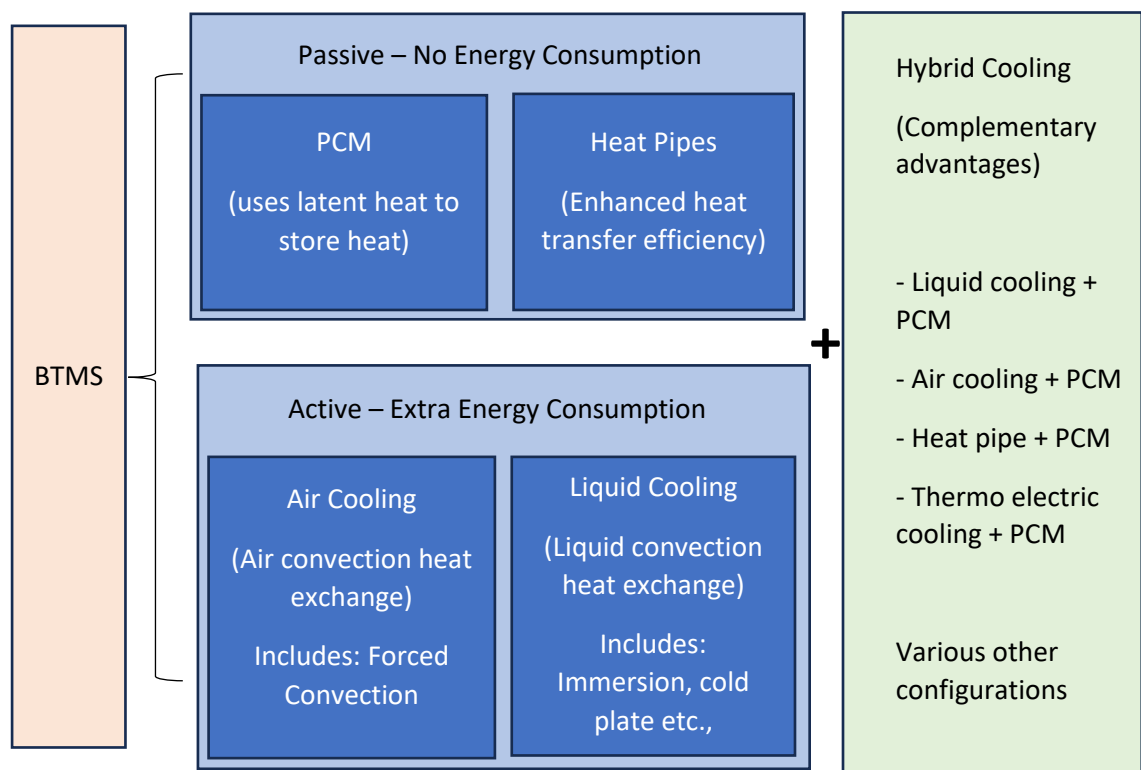 BTMS
Passive – No Energy Consumption
PCM
(uses latent heat to
store heat)
Heat Pipes
(Enhanced heat
transfer efficiency)
Active – Extra Energy Consumption
Air Cooling
(Air convection heat
exchange)
Includes: Forced
Convection
Liquid Cooling
(Liquid convection
heat exchange)
Includes:
Immersion, cold
plate etc.,
+
Hybrid Cooling
(Complementary
advantages)
- Liquid cooling +
PCM
- Air cooling + PCM
- Heat pipe + PCM
- Thermo electric
cooling + PCM
Various other
configurations